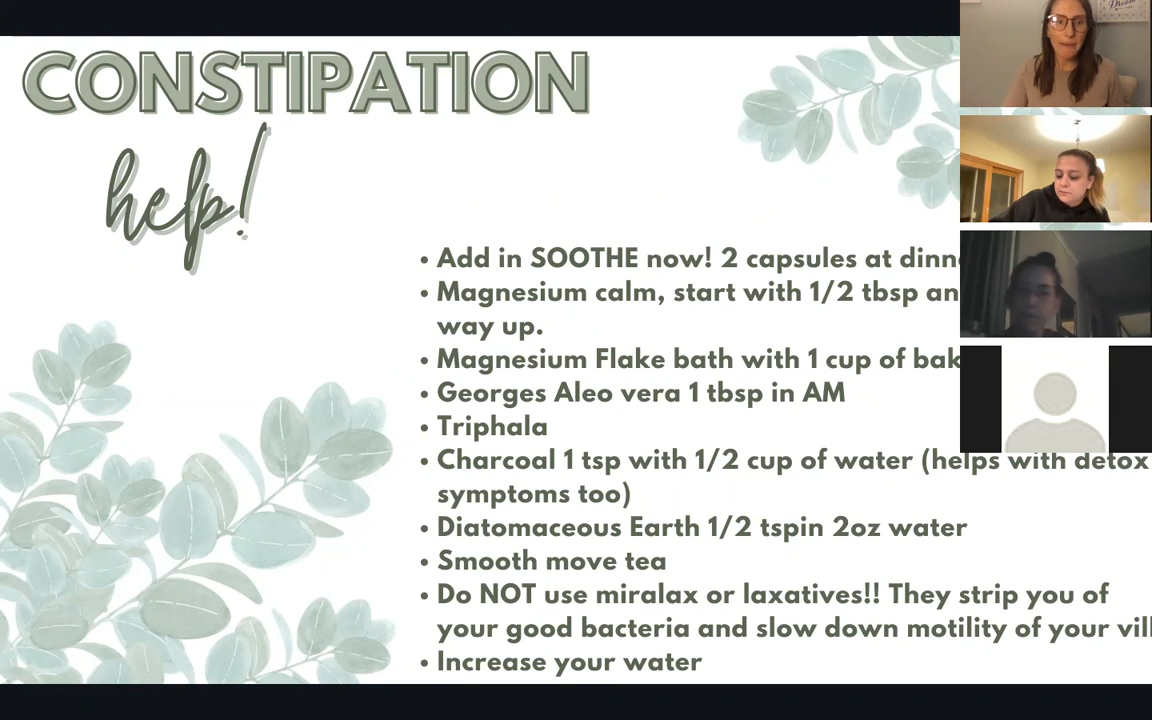 CONSTIPATION
help!
• Add in SOOTHE now! 2 capsules at
• Magnesium calm, start with 1/2 tbsp
way up.
• Magnesium Flake bath with 1 cup of
• Georges Aleo vera 1 tbsp in AM
• Triphala
• Charcoal 1 tsp with 1/2 cup of water (helps with detox
symptoms too)
• Diatomaceous Earth 1/2 tspin 2oz water
• Smooth move tea
• Do NOT use miralax or laxatives!! They strip you of
your good bacteria and slow down motility of your
• Increase your water